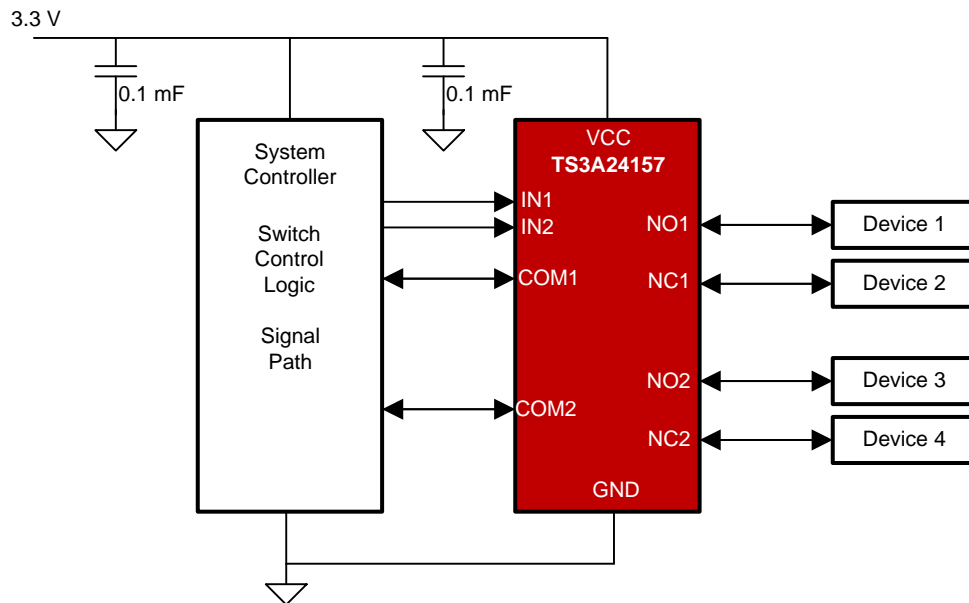 3.3 V
0.1 mF
0.1 mF
System
Controller
Switch
Control
Logic
Signal
Path
VCC
TS3A24157
IN1
IN2
COM1
COM2
NO1
NC1
NO2
NC2
GND
Device 1
Device 2
Device 3
Device 4